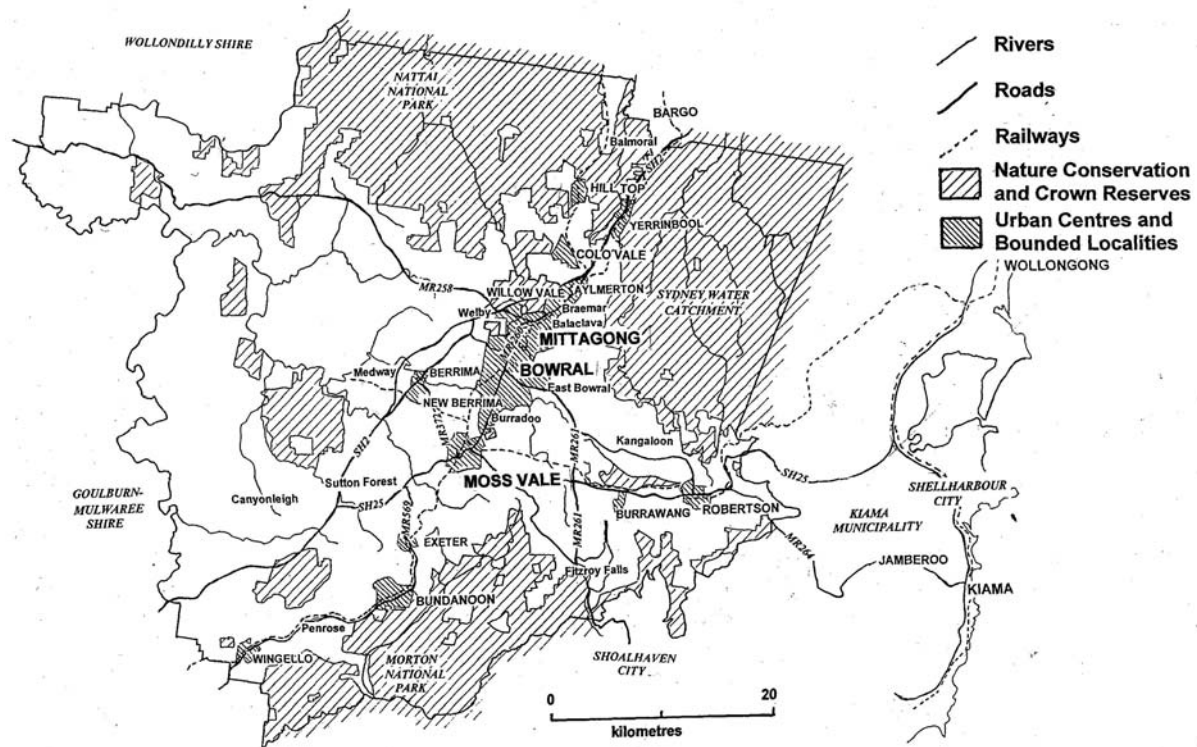 WOLLONDILLY SHIRE
NATTAI
NATIONAL
PARK
BARGO
Balmoral
SH2
HILL TOP
YERRINBOOL
COLO VALE
MR258
WILLOW VALE
AYLMERTON
Braemar
Welby
Balaclava
SYDNEY WATER
CATCHMENT
MITTAGONG
BOWRAL
Medway
BERRIMA
East Bowral
NEW BERRIMA
Burradoo
MR372
MR261
Kangaloon
SH2
Sutton Forest
MOSS VALE
Canyonleigh
SH25
MR569
EXETER
MR261
BURRAWANG
ROBERTSON
SH25
GOULBURN-
MULWAREE
SHIRE
Fitzroy Falls
MR264
KIAMA
MUNICIPALITY
SHELLHARBOUR
CITY
JAMBEROO
KIAMA
BUNDANOON
Penrose
WINGELLO
MORTON
NATIONAL
PARK
SHOALHAVEN
CITY
WOLLONGONG
0 20
kilometres
Rivers
Roads
Railways
Nature Conservation
and Crown Reserves
Urban Centres and
Bounded Localities